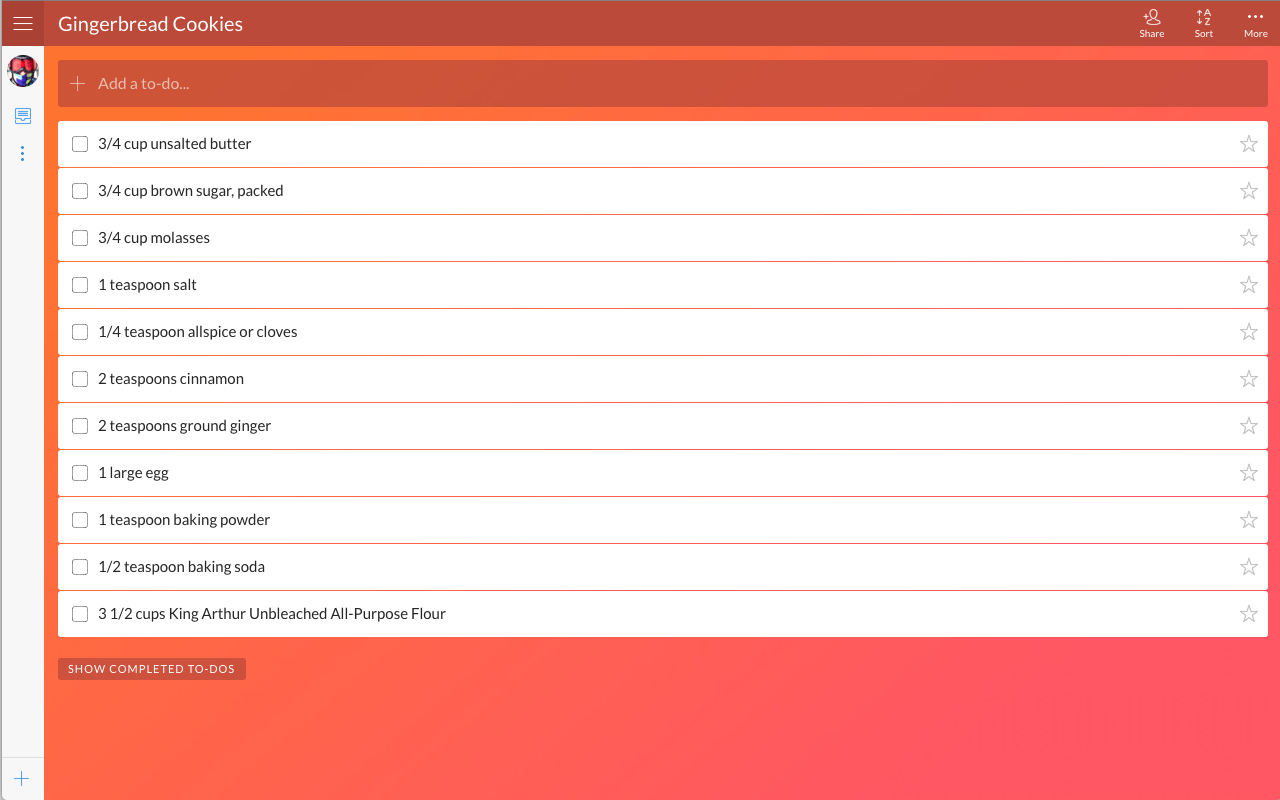 Gingerbread Cookies
Share
Sort
More
Add a to-do...
3/4 cup unsalted butter
3/4 cup brown sugar, packed
3/4 cup molasses
1 teaspoon salt
1/4 teaspoon allspice or cloves
2 teaspoons cinnamon
2 teaspoons ground ginger
1 large egg
1 teaspoon baking powder
1/2 teaspoon baking soda
3 1/2 cups King Arthur Unbleached All-Purpose Flour
SHOW COMPLETED TO-DOS